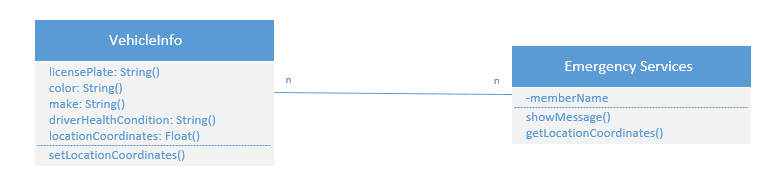 VehicleInfo
licensePlate: String()
color: String()
make: String()
driverHealthCondition: String()
locationCoordinates: Float()
setLocationCoordinates()
n
n
Emergency Services
-memberName
showMessage()
getLocationCoordinates()